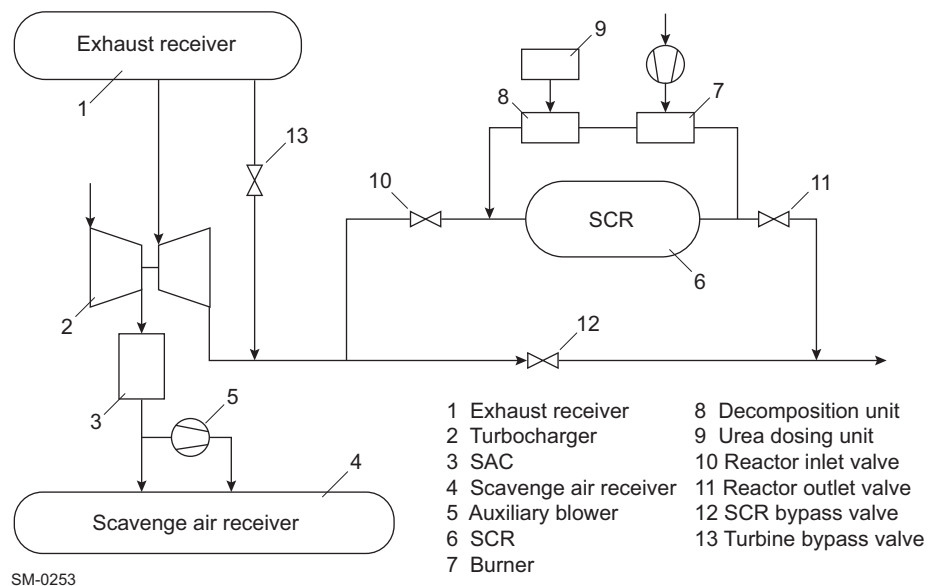 Exhaust receiver
1
9
8
7
13
10
11
SCR
6
2
12
3
5
4
Scavenge air receiver
1 Exhaust receiver
2 Turbocharger
3 SAC
4 Scavenge air receiver
5 Auxiliary blower
6 SCR
7 Burner
8 Decomposition unit
9 Urea dosing unit
10 Reactor inlet valve
11 Reactor outlet valve
12 SCR bypass valve
13 Turbine bypass valve
SM-0253